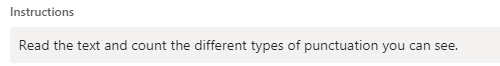 Instructions
Read the text and count the different types of punctuation you can see.